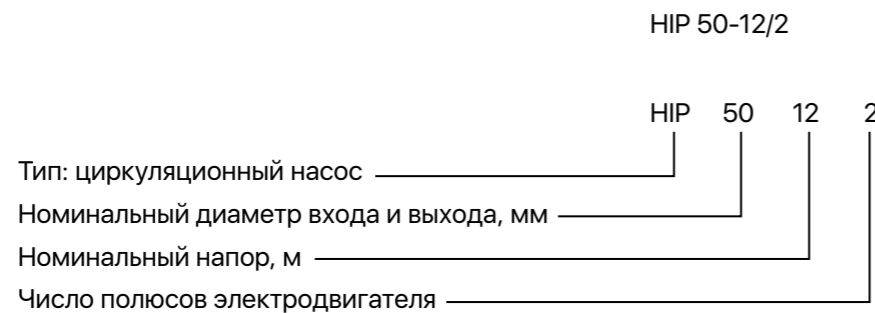 HIP 50-12/2
HIP 50 12 2
Тип: циркуляционный насос
Номинальный диаметр входа и выхода, мм
Номинальный напор, м
Число полюсов электродвигателя